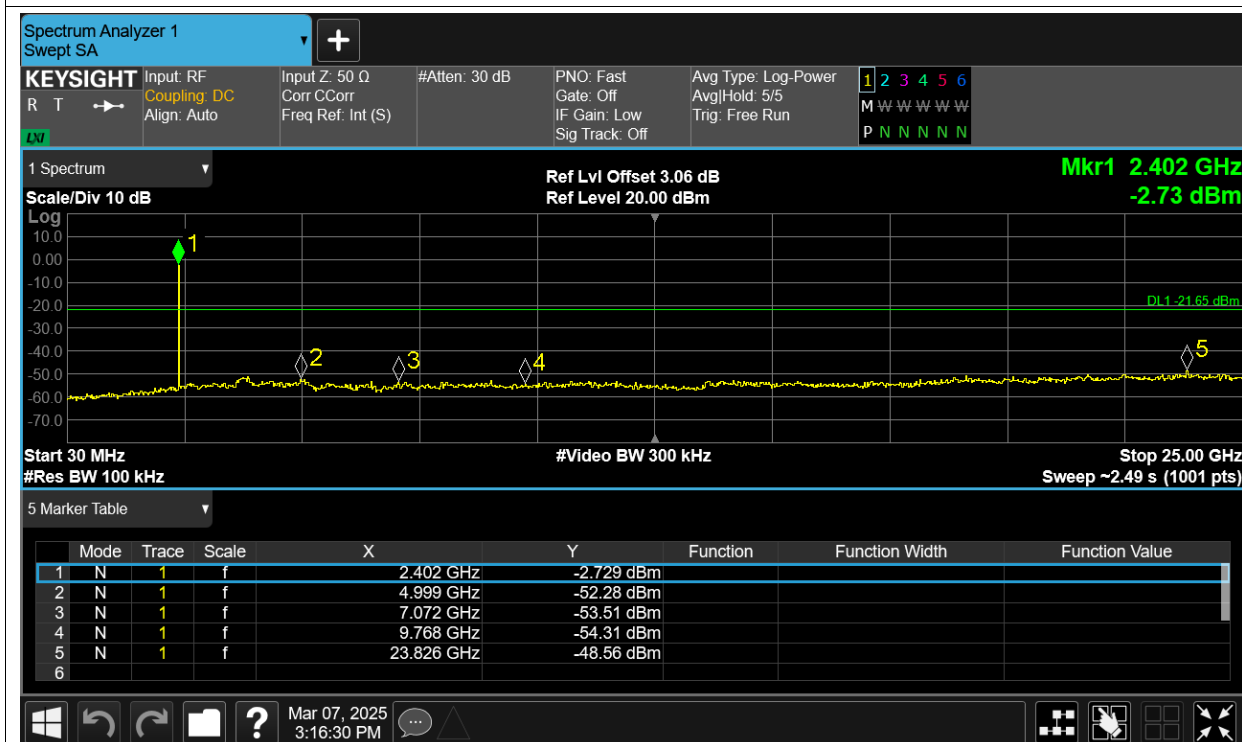 Spectrum Analyzer 1
Swept SA
+
KEYSIGHT Input: RF Input Z: 50 Ω #Atten: 30 dB PNO: Fast Avg Type: Log-Power 1 2 3 4 5 6
R T Coupling: DC Corr CCorr Gate: Off Avg|Hold: 5/5 M W W W W W
Align: Auto Freq Ref: Int (S) IF Gain: Low Trig: Free Run
LXI Sig Track: Off P N N N N N
1 Spectrum Ref Lvl Offset 3.06 dB Mkr1 2.402 GHz
Scale/Div 10 dB Ref Level 20.00 dBm -2.73 dBm
Log
10.0
1
0.00
-10.0
-20.0
DL1 -21.65 dBm
-30.0
-40.0
2 3 4 5
-50.0
-60.0
-70.0
Start 30 MHz #Video BW 300 kHz Stop 25.00 GHz
#Res BW 100 kHz Sweep ~2.49 s (1001 pts)
5 Marker Table
Mode Trace Scale X Y Function Function Width Function Value
1 N 1 f 2.402 GHz -2.729 dBm
2 N 1 f 4.999 GHz -52.28 dBm
3 N 1 f 7.072 GHz -53.51 dBm
4 N 1 f 9.768 GHz -54.31 dBm
5 N 1 f 23.826 GHz -48.56 dBm
6
? Mar 07, 2025
3:16:30 PM